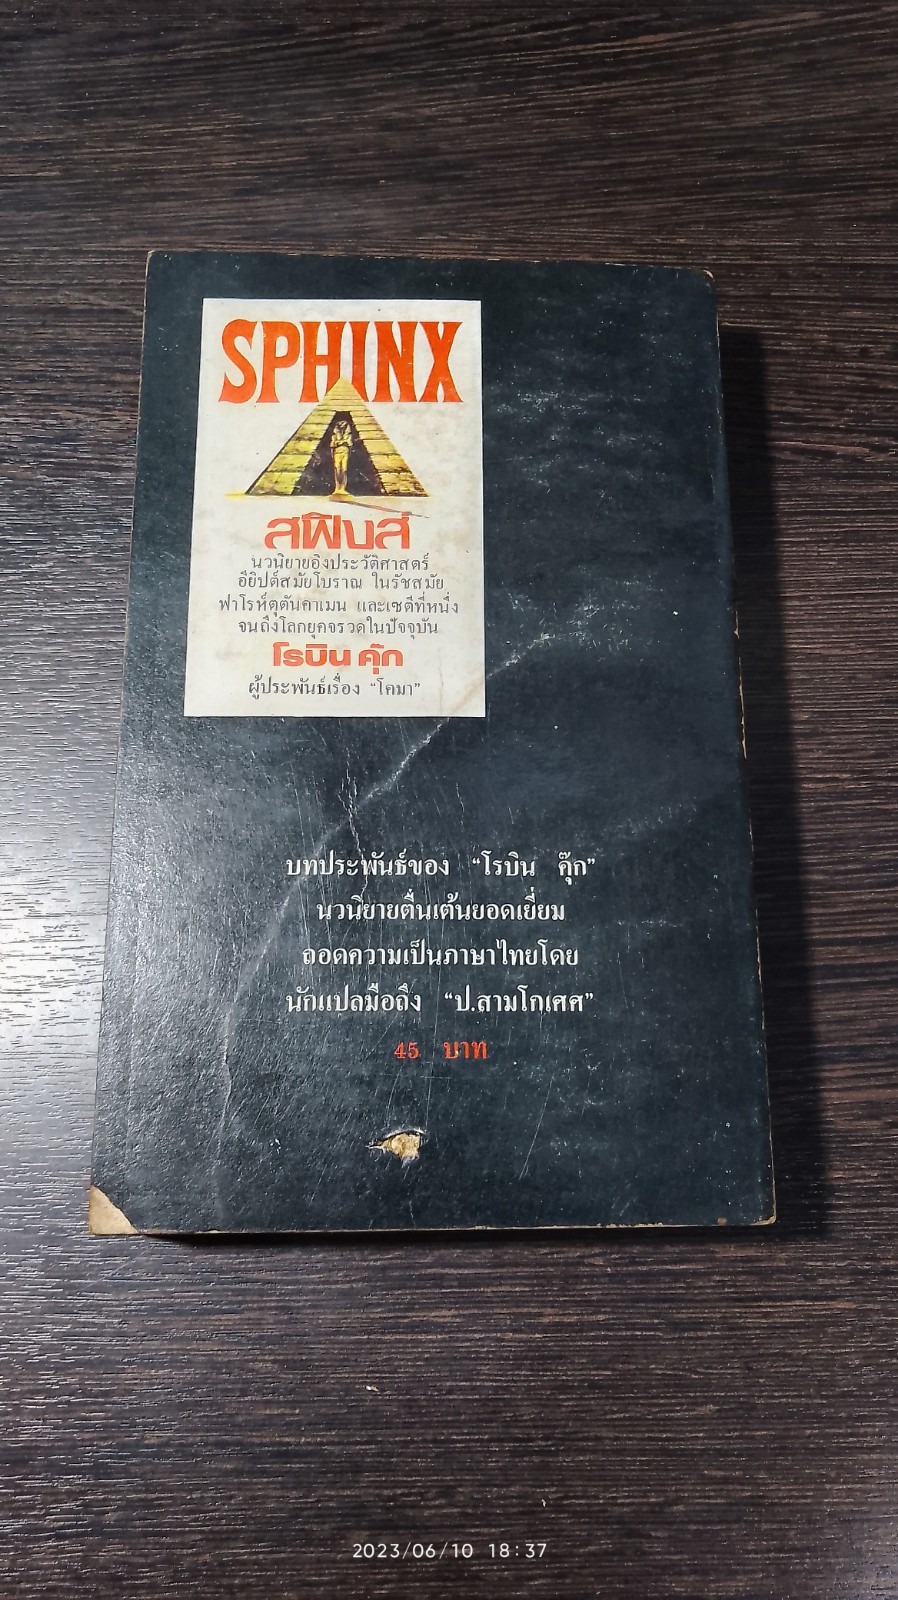 SPHINX
สฟิงส์
นวนิยายอิงประวัติศาสตร์
อียิปต์สมัยโบราณ ในรัชสมัย
ฟาโรห์ตุตันคาเมน และเซตีที่หนึ่ง
จนถึงโลกยุคจรวดในปัจจุบัน
โรบิน คุ๊ก
ผู้ประพันธ์เรื่อง “โคมา”
บทประพันธ์ของ “โรบิน คุ๊ก”
นวนิยายตื่นเต้นยอดเยี่ยม
ถอดความเป็นภาษาไทยโดย
นักแปลมือถึง “ป.สามโกเศศ”
45 บาท
2023/06/10 18:37